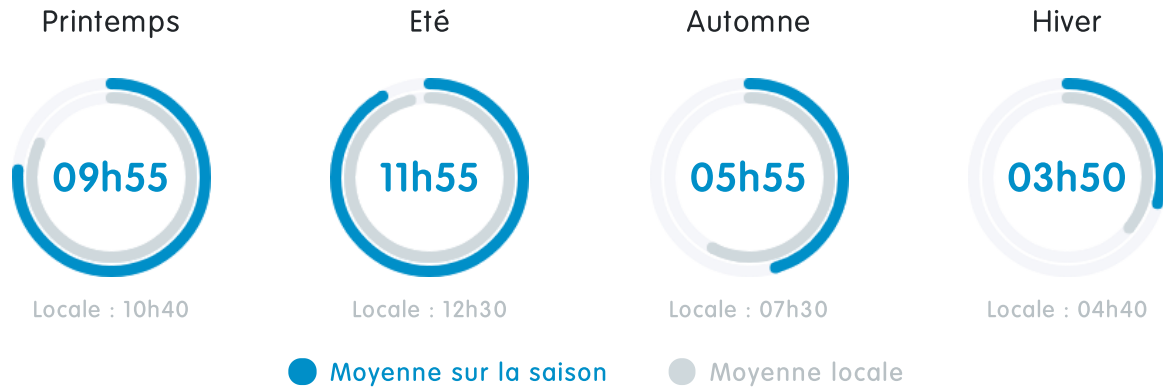 Printemps
Eté
Automne
Hiver
09h55
11h55
05h55
03h50
Locale : 10h40
Locale : 12h30
Locale : 07h30
Locale : 04h40
Moyenne sur la saison
Moyenne locale